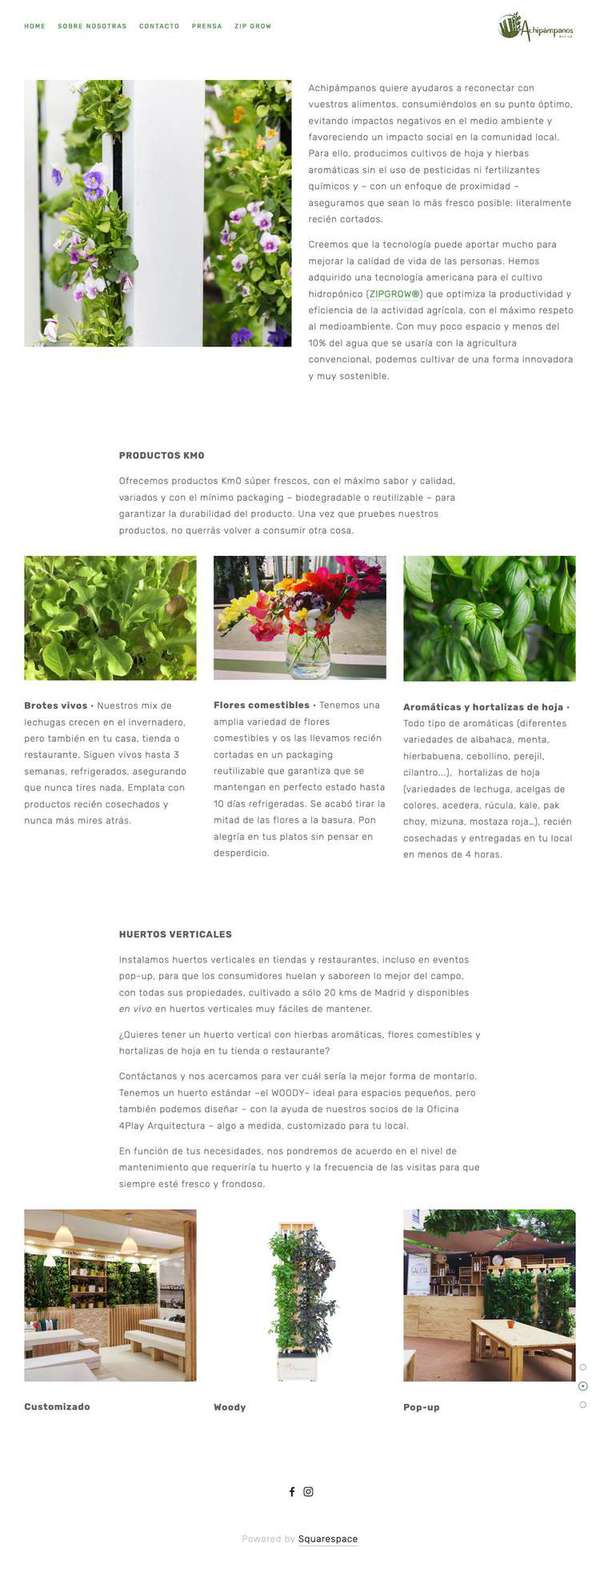 HOME SOBRE NOSOTRAS CONTACTO PRENSA ZIP GROW
Achipámpanos
Achipámpanos quiere ayudaros a reconectar con
vuestros alimentos, consumiéndolos en su punto óptimo,
evitando impactos negativos en el medio ambiente y
favoreciendo un impacto social en la comunidad local.
Para ello, producimos cultivos de hoja y hierbas
aromáticas sin el uso de pesticidas ni fertilizantes
químicos y – con un enfoque de proximidad –
aseguramos que sean lo más fresco posible: literalmente
recién cortados.
Creemos que la tecnología puede aportar mucho para
mejorar la calidad de vida de las personas. Hemos
adquirido una tecnología americana para el cultivo
hidropónico (ZIPGROW®) que optimiza la productividad y
eficiencia de la actividad agrícola, con el máximo respeto
al medioambiente. Con muy poco espacio y menos del
10% del agua que se usaría con la agricultura
convencional, podemos cultivar de una forma innovadora
y muy sostenible.
PRODUCTOS KM0
Ofrecemos productos Km0 súper frescos, con el máximo sabor y calidad,
variados y con el mínimo packaging – biodegradable o reutilizable – para
garantizar la durabilidad del producto. Una vez que pruebes nuestros
productos, no querrás volver a consumir otra cosa.
Brotes vivos · Nuestros mix de
lechugas crecen en el invernadero,
pero también en tu casa, tienda o
restaurante. Siguen vivos hasta 3
semanas, refrigerados, asegurando
que nunca tires nada. Emplata con
productos recién cosechados y
nunca más mires atrás.
Flores comestibles · Tenemos una
amplia variedad de flores
comestibles y os las llevamos recién
cortadas en un packaging
reutilizable que garantiza que se
mantengan en perfecto estado hasta
10 días refrigeradas. Se acabó tirar la
mitad de las flores a la basura. Pon
alegría en tus platos sin pensar en
desperdicio.
Aromáticas y hortalizas de hoja ·
Todo tipo de aromáticas (diferentes
variedades de albahaca, menta,
hierbabuena, cebollino, perejil,
cilantro...), hortalizas de hoja
(variedades de lechuga, acelgas de
colores, acedera, rúcula, kale, pak
choy, mizuna, mostaza roja…), recién
cosechadas y entregadas en tu local
en menos de 4 horas.
HUERTOS VERTICALES
Instalamos huertos verticales en tiendas y restaurantes, incluso en eventos
pop-up, para que los consumidores huelan y saboreen lo mejor del campo,
con todas sus propiedades, cultivado a sólo 20 kms de Madrid y disponibles
en vivo en huertos verticales muy fáciles de mantener.
¿Quieres tener un huerto vertical con hierbas aromáticas, flores comestibles y
hortalizas de hoja en tu tienda o restaurante?
Contáctanos y nos acercamos para ver cuál sería la mejor forma de montarlo.
Tenemos un huerto estándar –el WOODY– ideal para espacios pequeños, pero
también podemos diseñar – con la ayuda de nuestros socios de la Oficina
4Play Arquitectura – algo a medida, customizado para tu local.
En función de tus necesidades, nos pondremos de acuerdo en el nivel de
mantenimiento que requeriría tu huerto y la frecuencia de las visitas para que
siempre esté fresco y frondoso.
Customizado
Woody
Pop-up
Powered by Squarespace